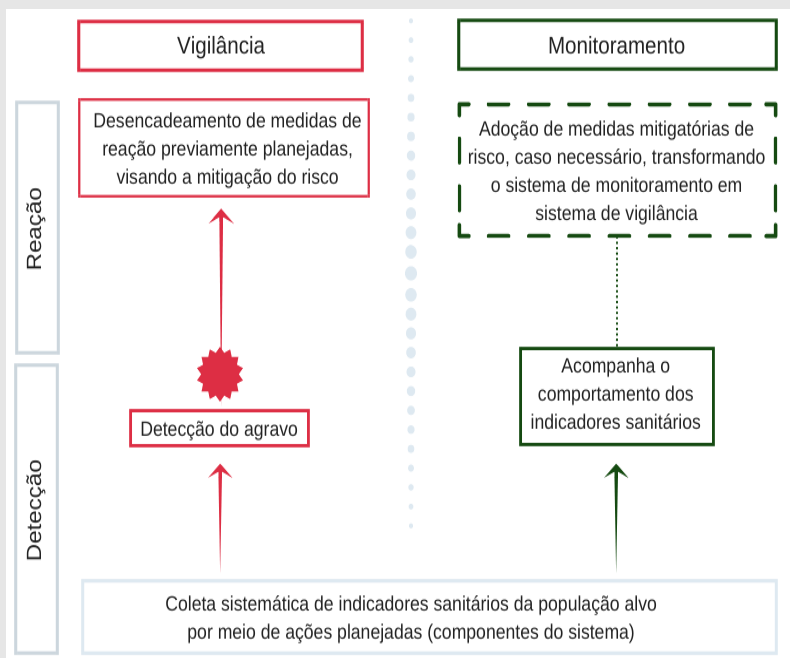 Vigilância
Monitoramento
Desencadeamento de medidas de
reação previamente planejadas,
visando a mitigação do risco
Adoção de medidas mitigatórias de
risco, caso necessário, transformando
o sistema de monitoramento em
sistema de vigilância
Reação
Detecção do agravo
Acompanha o
comportamento dos
indicadores sanitários
Detecção
Coleta sistemática de indicadores sanitários da população alvo
por meio de ações planejadas (componentes do sistema)